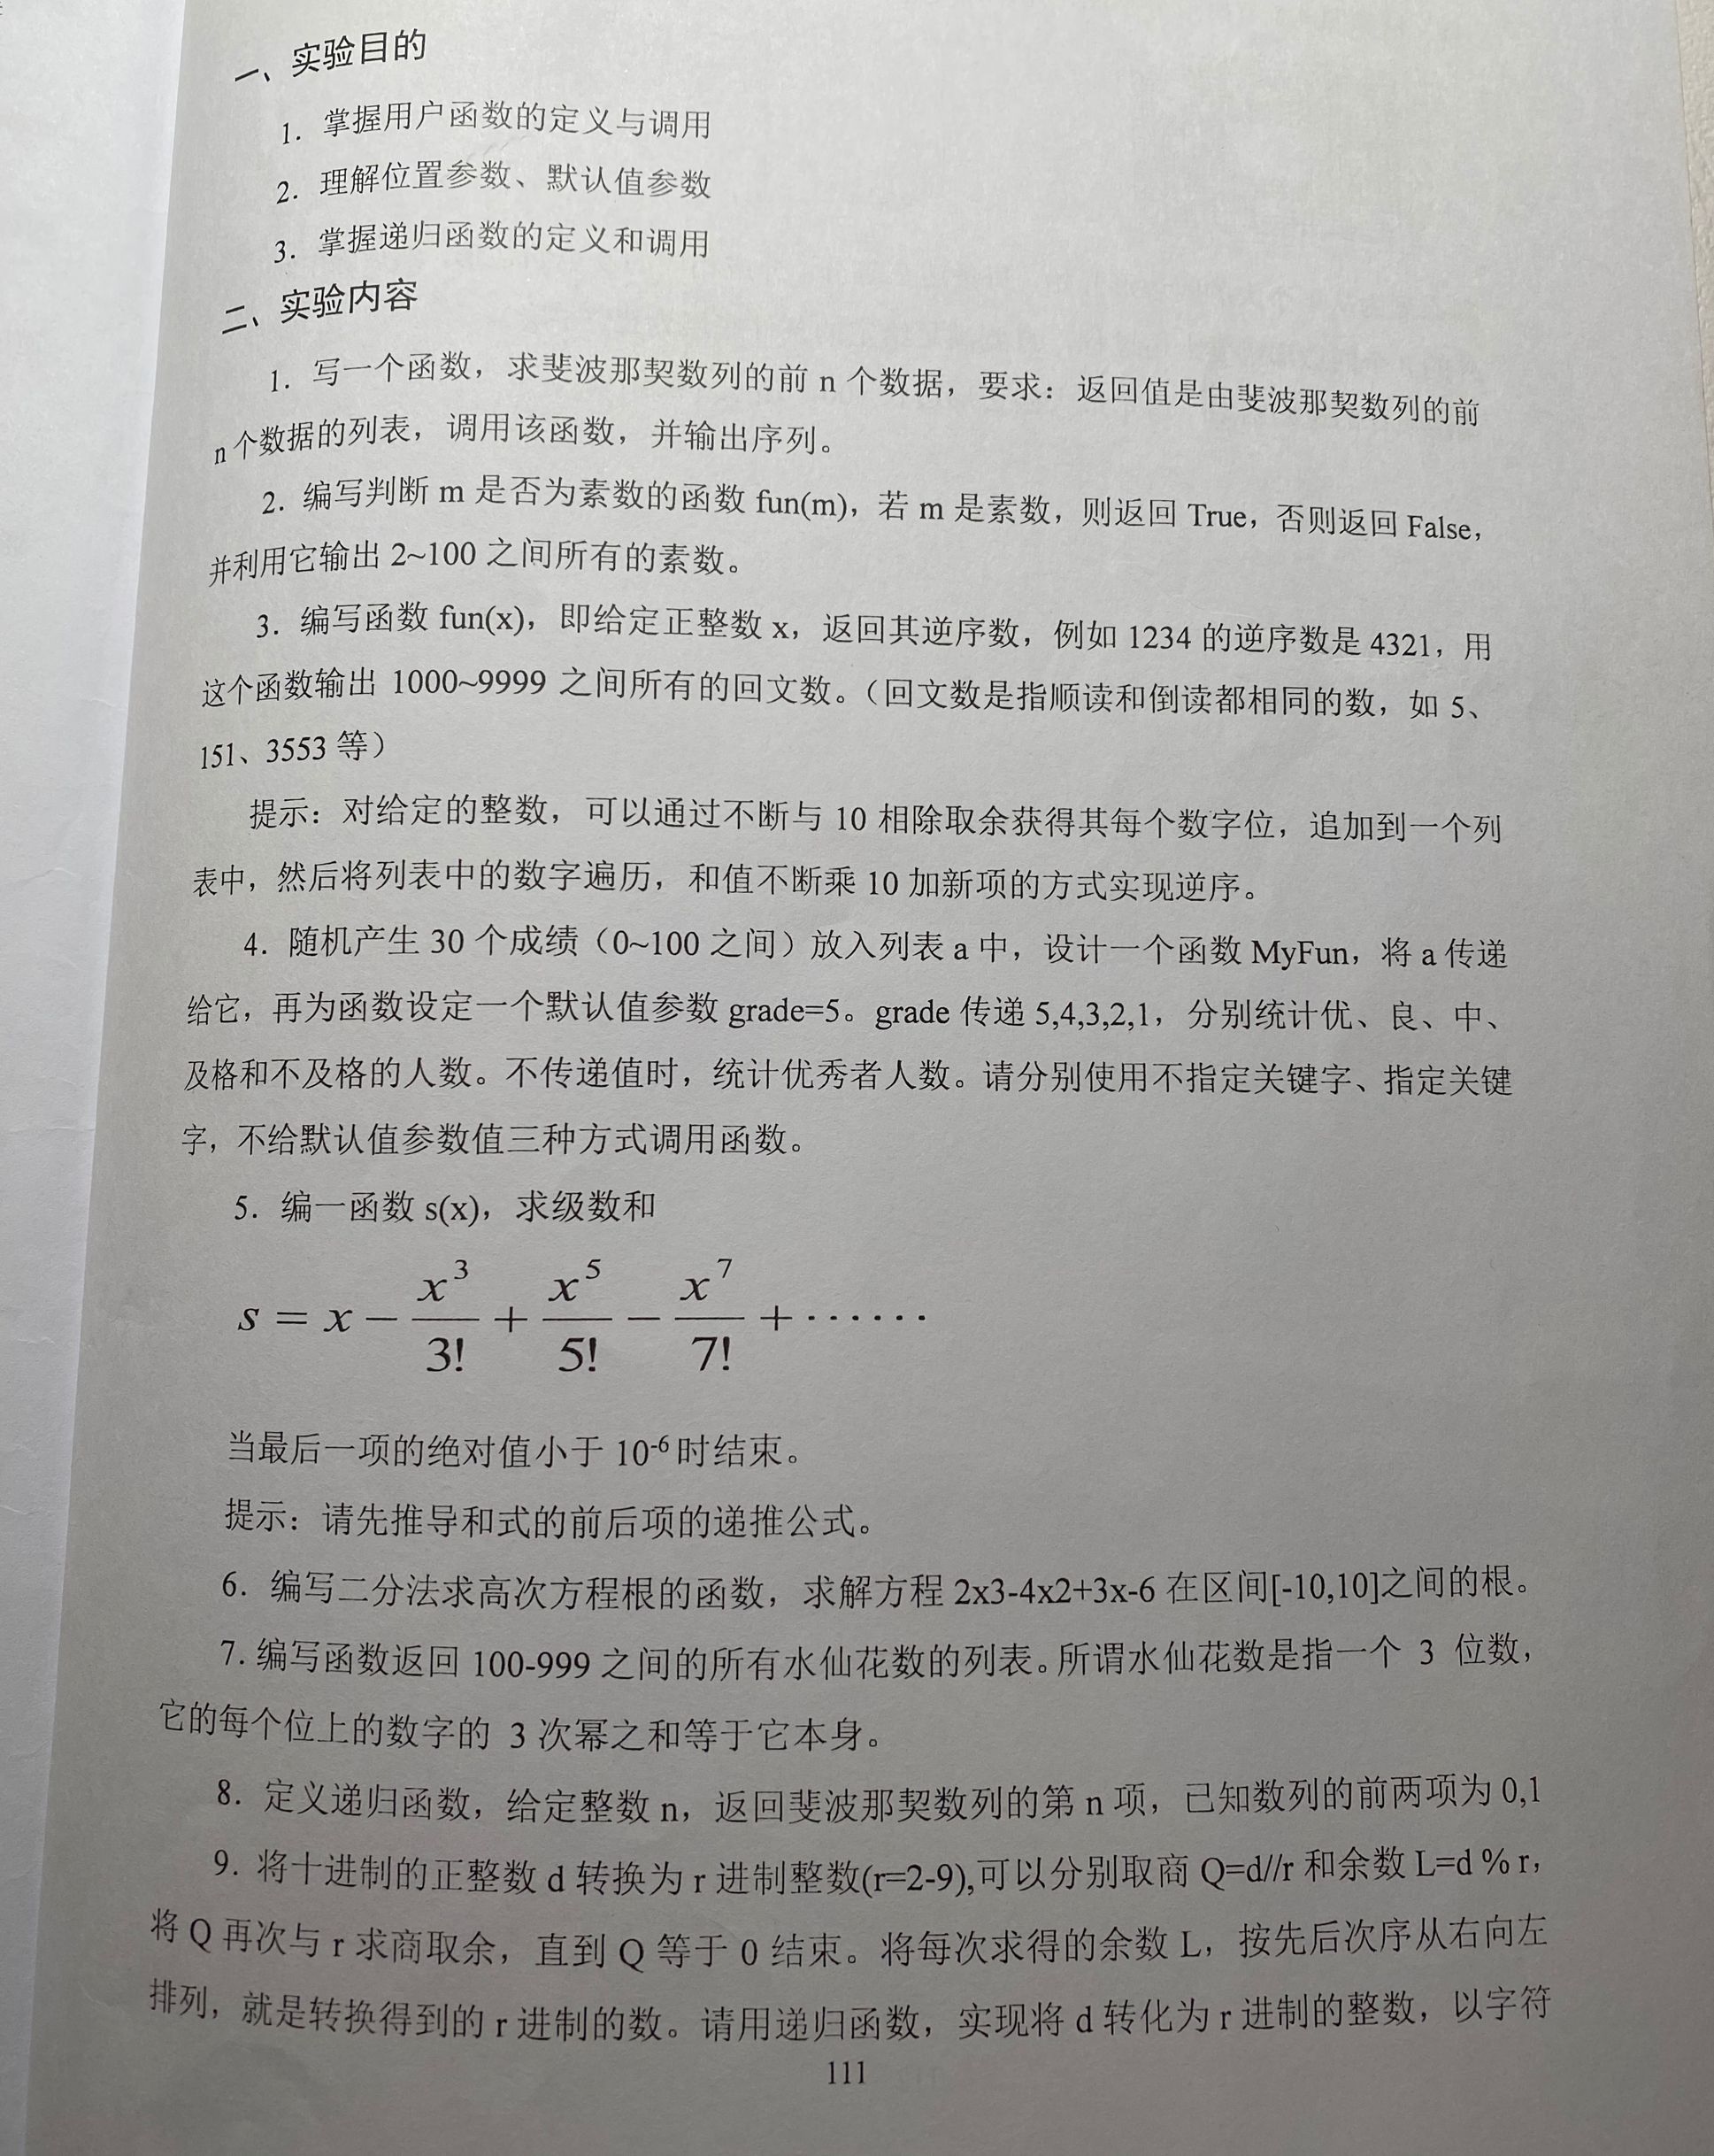 一、实验目的
1. 掌握用户函数的定义与调用
2. 理解位置参数、默认值参数
3. 掌握递归函数的定义和调用
二、实验内容
1. 写一个函数，求斐波那契数列的前 n 个数据，要求：返回值是由斐波那契数列的前
n 个数据的列表，调用该函数，并输出序列。
2. 编写判断 m 是否为素数的函数 fun(m)，若 m 是素数，则返回 True，否则返回 False，
并利用它输出 2~100 之间所有的素数。
3. 编写函数 fun(x)，即给定正整数 x，返回其逆序数，例如 1234 的逆序数是 4321，用
这个函数输出 1000~9999 之间所有的回文数。（回文数是指顺读和倒读都相同的数，如 5、
151、3553 等）
提示：对给定的整数，可以通过不断与 10 相除取余获得其每个数字位，追加到一个列
表中，然后将列表中的数字遍历，和值不断乘 10 加新项的方式实现逆序。
4. 随机产生 30 个成绩（0~100 之间）放入列表 a 中，设计一个函数 MyFun，将 a 传递
给它，再为函数设定一个默认值参数 grade=5。grade 传递 5,4,3,2,1，分别统计优、良、中、
及格和不及格的人数。不传递值时，统计优秀者人数。请分别使用不指定关键字、指定关键
字，不给默认值参数值三种方式调用函数。
5. 编一函数 s(x)，求级数和
s = x − x³/3! + x⁵/5! − x⁷/7! + ······
当最后一项的绝对值小于 10⁻⁶ 时结束。
提示：请先推导和式的前后项的递推公式。
6. 编写二分法求高次方程根的函数，求解方程 2x3-4x2+3x-6 在区间[-10,10]之间的根。
7. 编写函数返回 100-999 之间的所有水仙花数的列表。所谓水仙花数是指一个 3 位数，
它的每个位上的数字的 3 次幂之和等于它本身。
8. 定义递归函数，给定整数 n，返回斐波那契数列的第 n 项，已知数列的前两项为 0,1
9. 将十进制的正整数 d 转换为 r 进制整数(r=2-9),可以分别取商 Q=d//r 和余数 L=d % r，
将 Q 再次与 r 求商取余，直到 Q 等于 0 结束。将每次求得的余数 L，按先后次序从右向左
排列，就是转换得到的 r 进制的数。请用递归函数，实现将 d 转化为 r 进制的整数，以字符
111